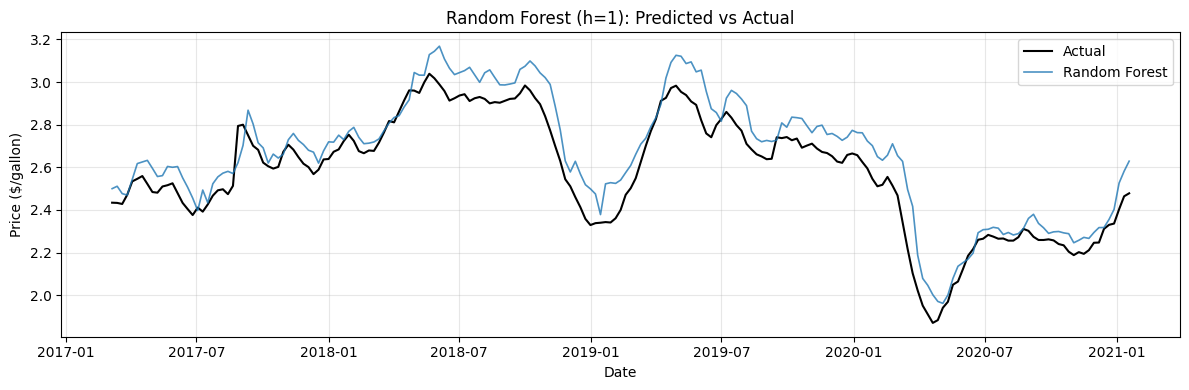 Random Forest (h=1): Predicted vs Actual
Price ($/gallon)
3.2
3.0
2.8
2.6
2.4
2.2
2.0
Actual
Random Forest
2017-01 2017-07 2018-01 2018-07 2019-01 2019-07 2020-01 2020-07 2021-01
Date